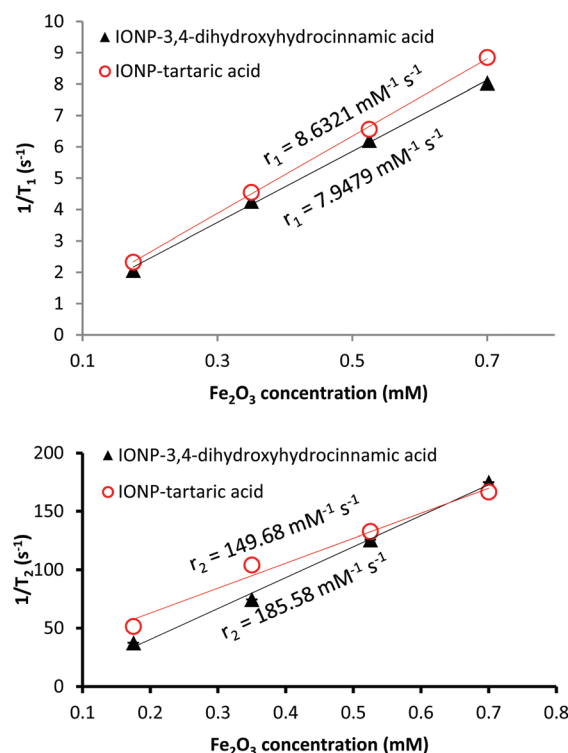 10
9
8
7
6
5
4
3
2
1
0
1/T₁ (s⁻¹)
IONP-3,4-dihydroxyhydrocinnamic acid
IONP-tartaric acid
r₁ = 8.6321 mM⁻¹ s⁻¹
r₁ = 7.9479 mM⁻¹ s⁻¹
0.1 0.3 0.5 0.7
Fe₂O₃ concentration (mM)
200
150
100
50
0
1/T₂ (s⁻¹)
IONP-3,4-dihydroxyhydrocinnamic acid
IONP-tartaric acid
r₂ = 149.68 mM⁻¹ s⁻¹
r₂ = 185.58 mM⁻¹ s⁻¹
0.1 0.2 0.3 0.4 0.5 0.6 0.7 0.8
Fe₂O₃ concentration (mM)